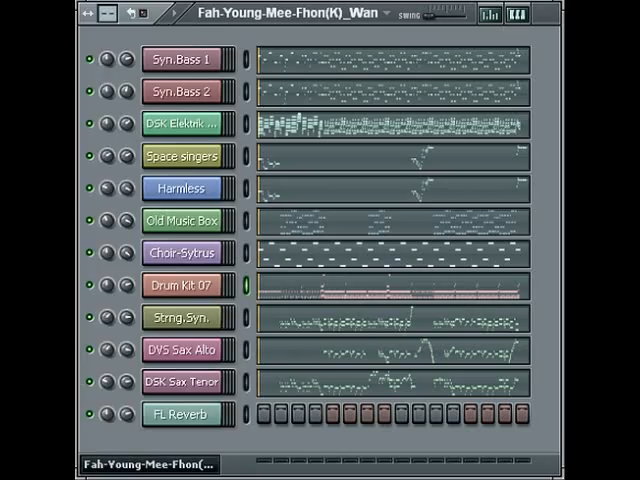 Fah-Young-Mee-Fhon(K)_Wan
SWING
Syn.Bass 1
Syn.Bass 2
DSK Elektrik ...
Space singers
Harmless
Old Music Box
Choir-Sytrus
Drum Kit 07
Strng.Syn.
DVS Sax Alto
DSK Sax Tenor
FL Reverb
Fah-Young-Mee-Fhon(...